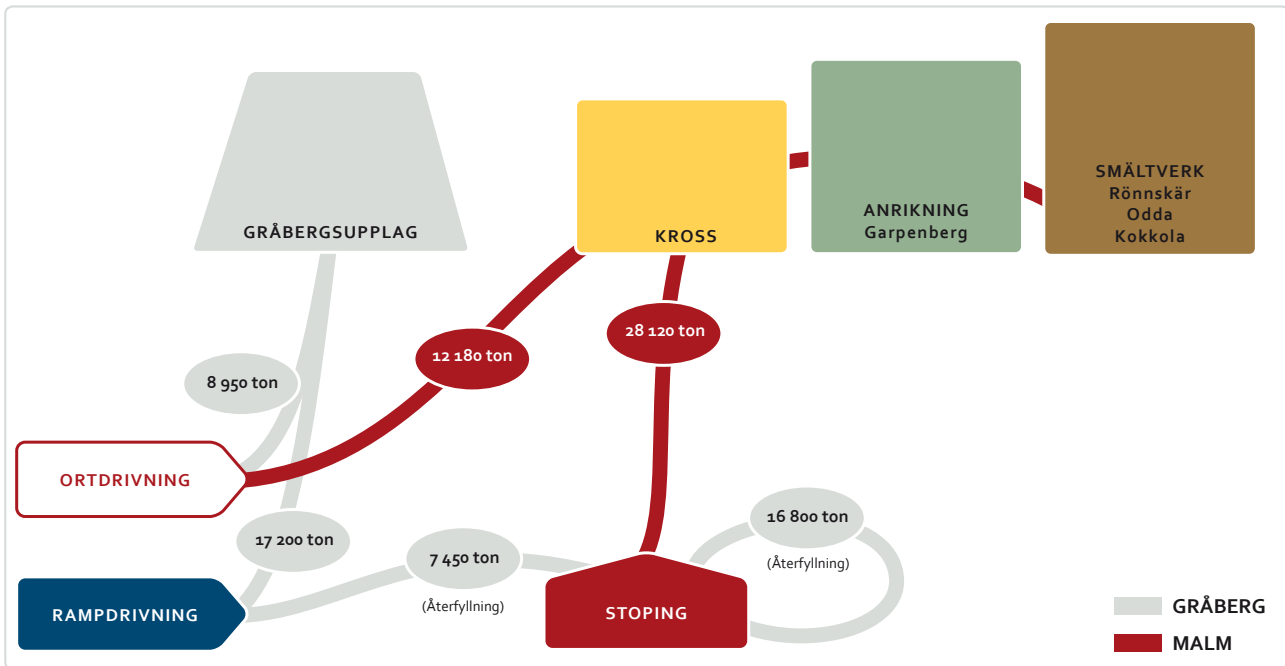 GRÅBERGSUPPLAG
KROSS
ANRIKNING
Garpenberg
SMÄLTVERK
Rönnskär
Odda
Kokkola
8 950 ton
12 180 ton
28 120 ton
ORTDRIVNING
17 200 ton
7 450 ton
(Återfyllning)
16 800 ton
(Återfyllning)
RAMPDRIVNING
STOPING
GRÅBERG
MALM